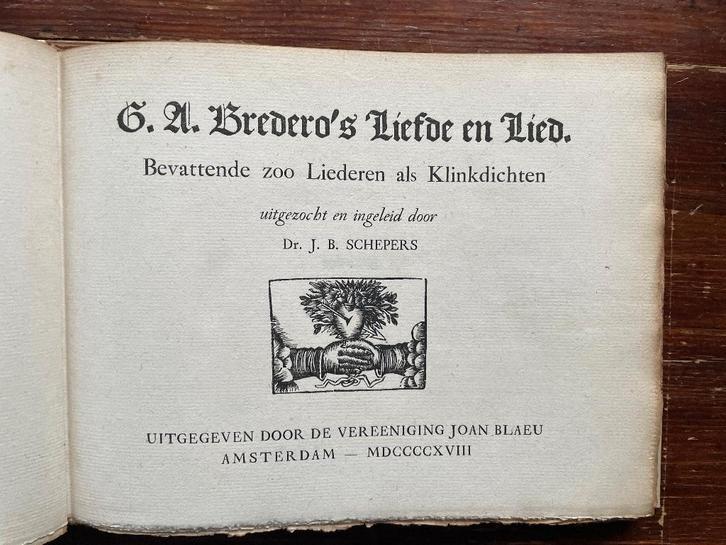 G. A. Bredero's Liefde en Lied.
Bevattende zoo Liederen als Klinkdichten
uitgezocht en ingeleid door
Dr. J. B. SCHEPERS
UITGEGEVEN DOOR DE VEREENIGING JOAN BLAEU
AMSTERDAM — MDCCCCXVIII